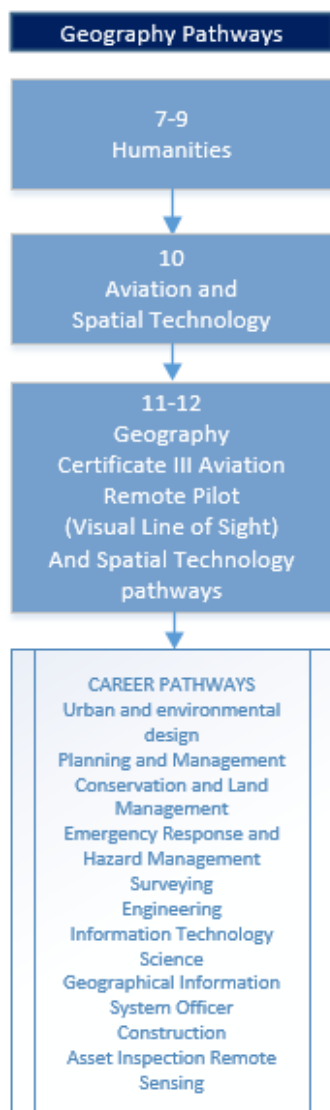 Geography Pathways
7-9
Humanities
10
Aviation and
Spatial Technology
11-12
Geography
Certificate III Aviation
Remote Pilot
(Visual Line of Sight)
And Spatial Technology
pathways
CAREER PATHWAYS
Urban and environmental
design
Planning and Management
Conservation and Land
Management
Emergency Response and
Hazard Management
Surveying
Engineering
Information Technology
Science
Geographical Information
System Officer
Construction
Asset Inspection Remote
Sensing